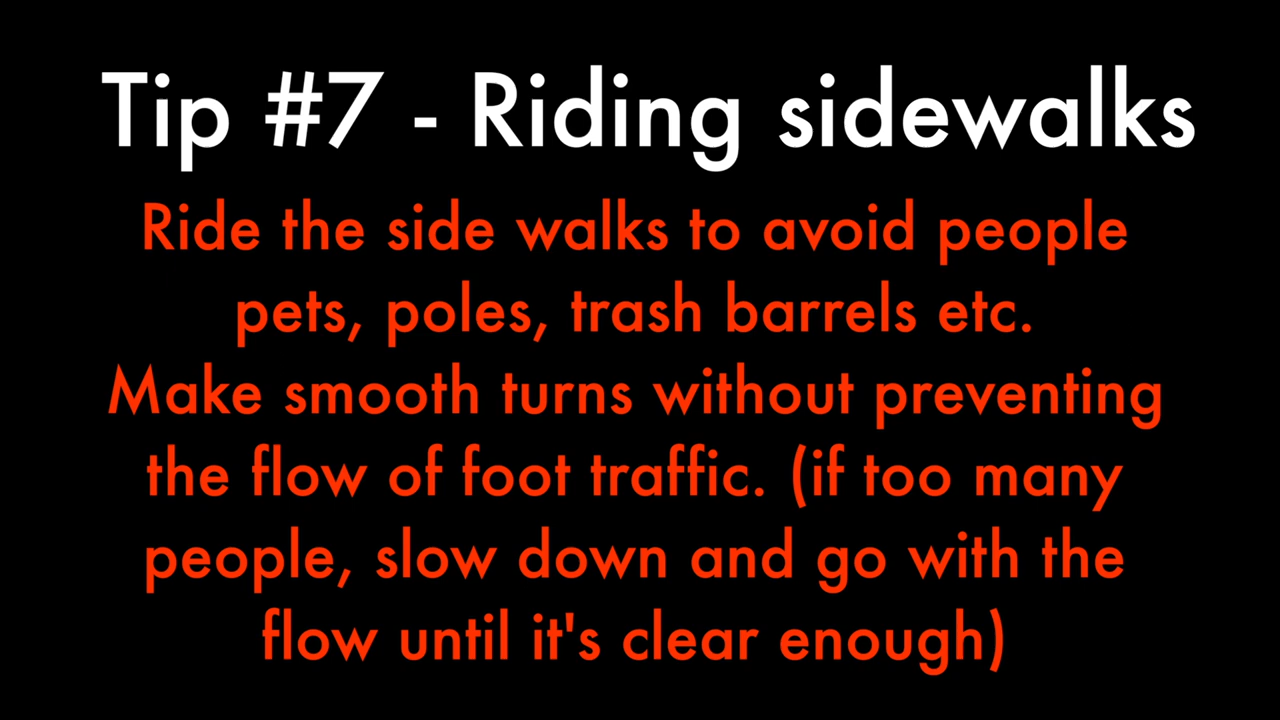 Tip #7 - Riding sidewalks
Ride the side walks to avoid people
pets, poles, trash barrels etc.
Make smooth turns without preventing
the flow of foot traffic. (if too many
people, slow down and go with the
flow until it's clear enough)